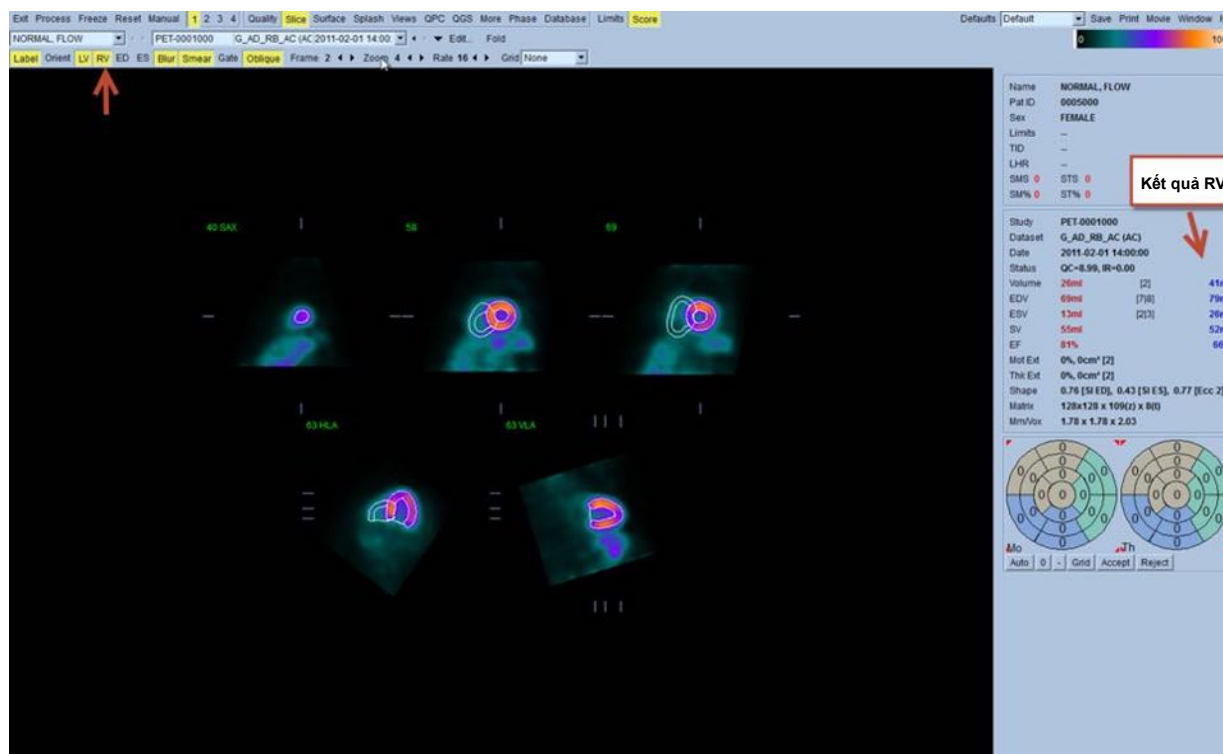 Exit Process Freeze Reset Manual 1 2 3 4 Quality Slice Surface Splash Views QPC QGS More Phase Database Limits Score Defaults Default Save Print Movie Window
NORMAL, FLOW PET-0001000 G_AD_RB_AC (AC 2011-02-01 14:00 Edit... Fold
0 100
Label Orient LV RV ED ES Blur Smear Gate Oblique Frame 2 Zoom 4 Rate 16 Grid None
Name NORMAL, FLOW
Pat ID 0005000
Sex FEMALE
Limits --
TID --
LHR --
SMS 0 STS 0
SM% 0 ST% 0
Kết quả RV
40 SAX 58 69
Study PET-0001000
Dataset G_AD_RB_AC (AC)
Date 2011-02-01 14:00:00
Status QC=8.99, IR=0.00
Volume 26ml [2] 41
EDV 69ml [7|8] 79
ESV 13ml [2|3] 26
SV 55ml 52
EF 81% 66
Mot Ext 0%, 0cm² [2]
Thk Ext 0%, 0cm² [2]
Shape 0.76 [SI ED], 0.43 [SI ES], 0.77 [Ecc 2]
Matrix 128x128 x 109(z) x 8(t)
Mm/Vox 1.78 x 1.78 x 2.03
63 HLA 63 VLA
Mo Th
Auto 0 - Grid Accept Reject